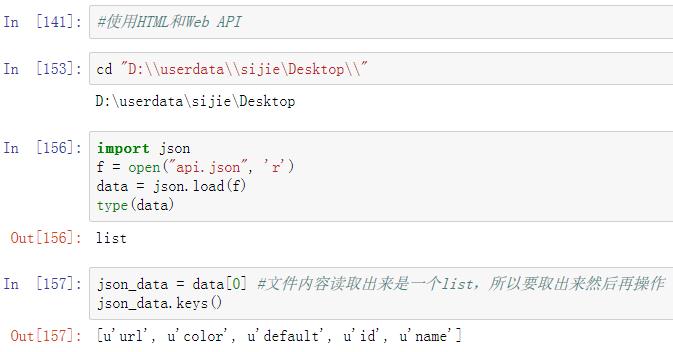 In [141]: #使用HTML和Web API
In [153]: cd "D:\\userdata\\sijie\Desktop\\"
D:\userdata\sijie\Desktop
In [156]: import json
f = open("api.json", 'r')
data = json.load(f)
type(data)
Out[156]: list
In [157]: json_data = data[0] #文件内容读取出来是一个list，所以要取出来然后再操作
json_data.keys()
Out[157]: [u'url', u'color', u'default', u'id', u'name']